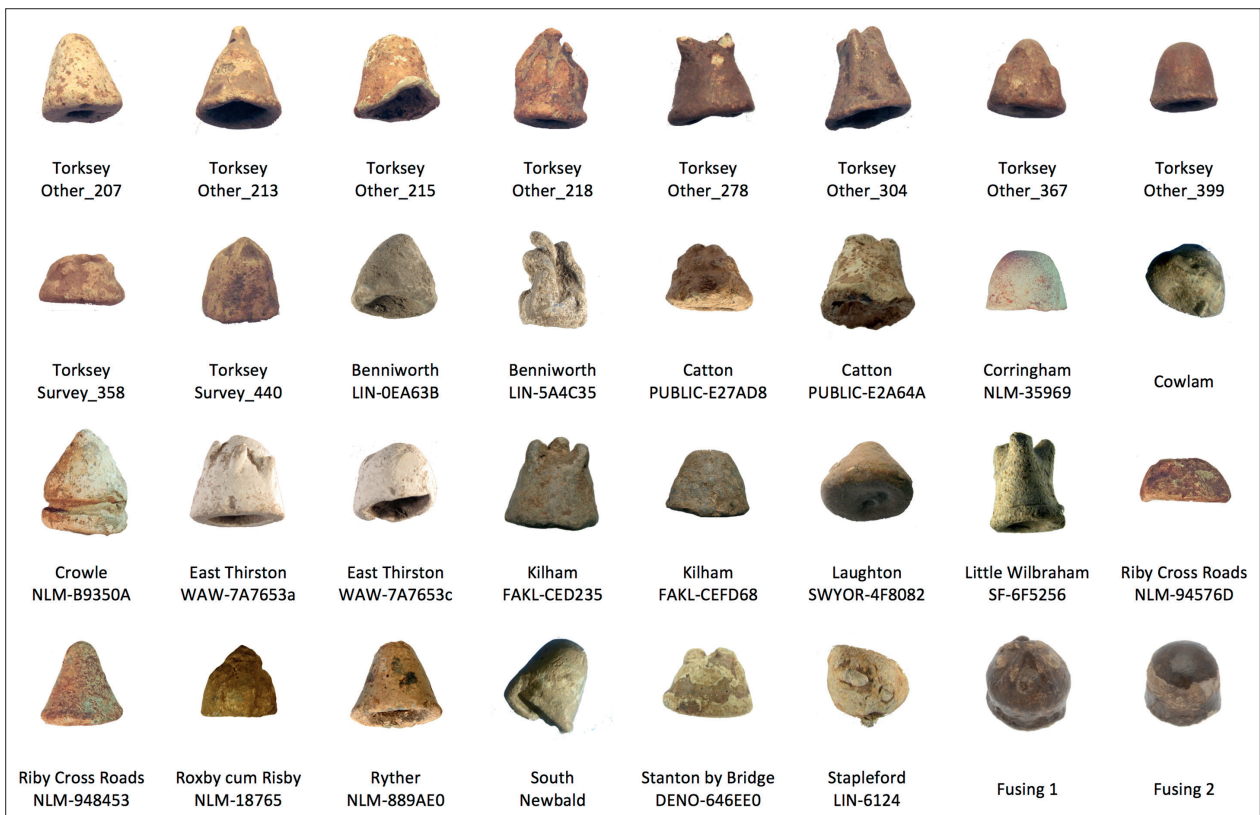 Torksey
Other_207
Torksey
Other_213
Torksey
Other_215
Torksey
Other_218
Torksey
Other_278
Torksey
Other_304
Torksey
Other_367
Torksey
Other_399
Torksey
Survey_358
Torksey
Survey_440
Benniworth
LIN-0EA63B
Benniworth
LIN-5A4C35
Catton
PUBLIC-E27AD8
Catton
PUBLIC-E2A64A
Corringham
NLM-35969
Cowlam
Crowle
NLM-B9350A
East Thirston
WAW-7A7653a
East Thirston
WAW-7A7653c
Kilham
FAKL-CED235
Kilham
FAKL-CEFD68
Laughton
SWYOR-4F8082
Little Wilbraham
SF-6F5256
Riby Cross Roads
NLM-94576D
Riby Cross Roads
NLM-948453
Roxby cum Risby
NLM-18765
Ryther
NLM-889AE0
South
Newbald
Stanton by Bridge
DENO-646EE0
Stapleford
LIN-6124
Fusing 1
Fusing 2